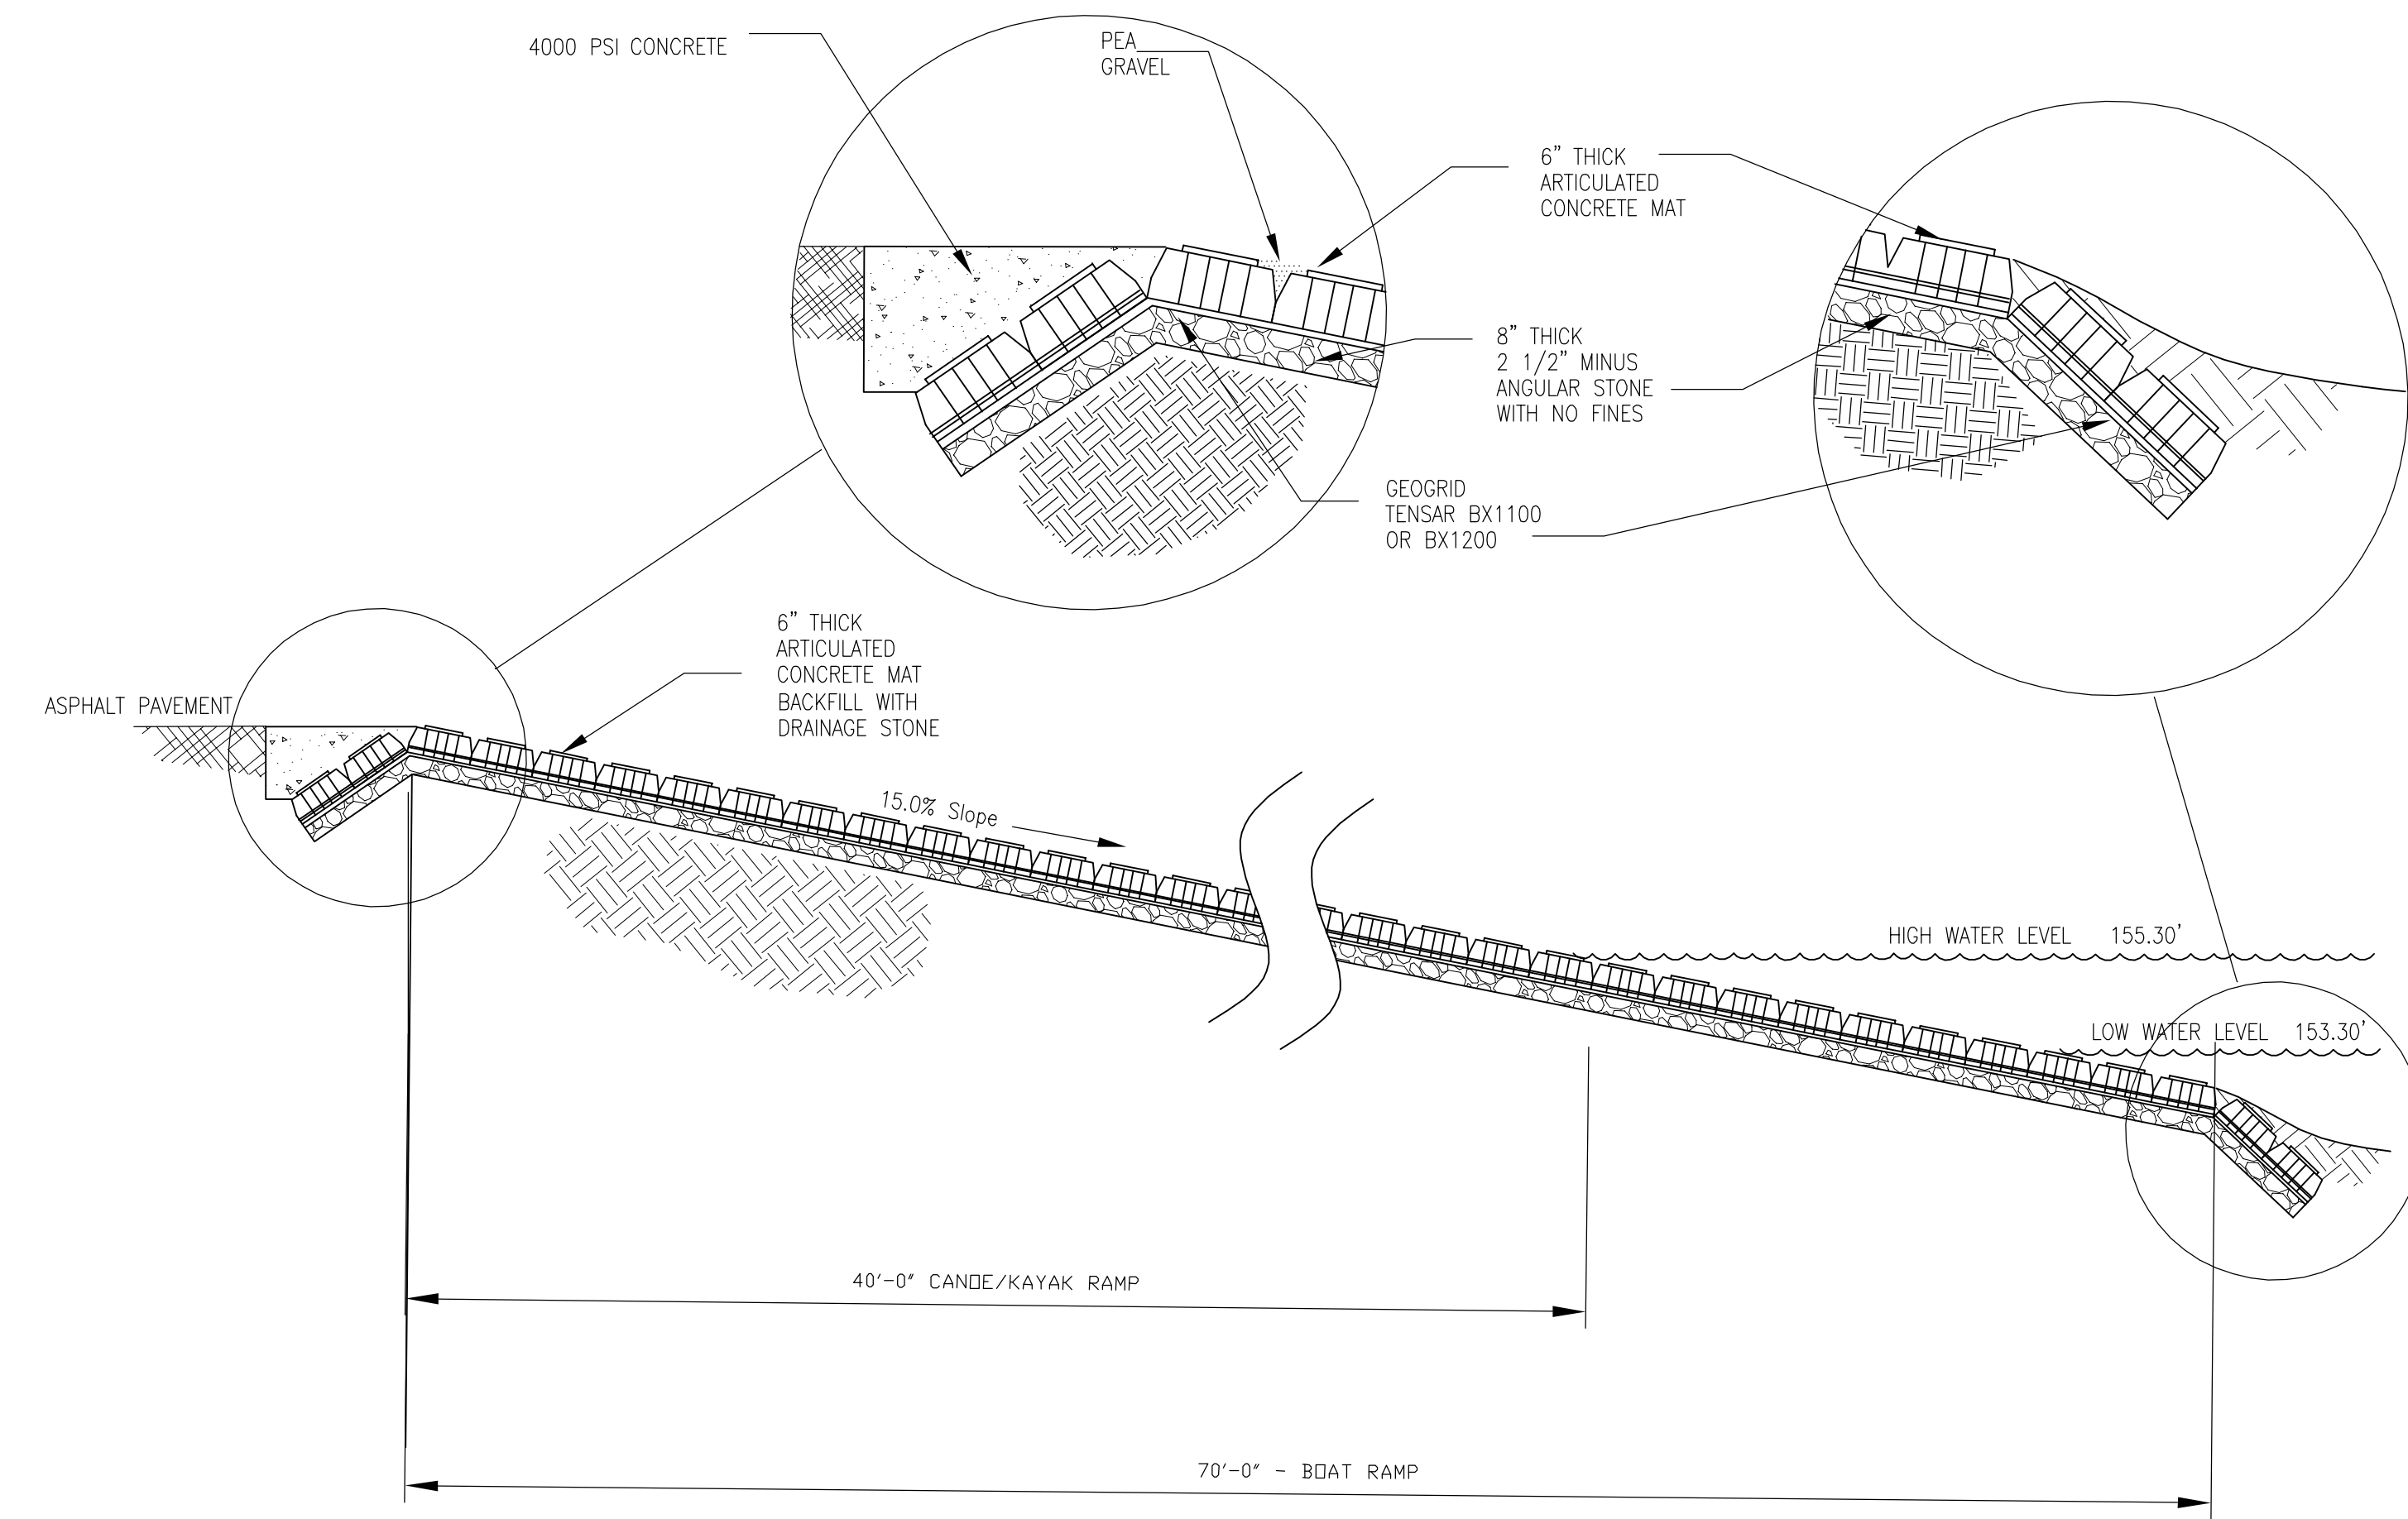 4000 PSI CONCRETE
PEA
GRAVEL
6” THICK
ARTICULATED
CONCRETE MAT
8” THICK
2 1/2” MINUS
ANGULAR STONE
WITH NO FINES
GEOGRID
TENSAR BX1100
OR BX1200
6” THICK
ARTICULATED
CONCRETE MAT
BACKFILL WITH
DRAINAGE STONE
ASPHALT PAVEMENT
15.0% Slope
HIGH WATER LEVEL 155.30'
LOW WATER LEVEL 153.30'
40'-0" CANOE/KAYAK RAMP
70'-0" - BOAT RAMP